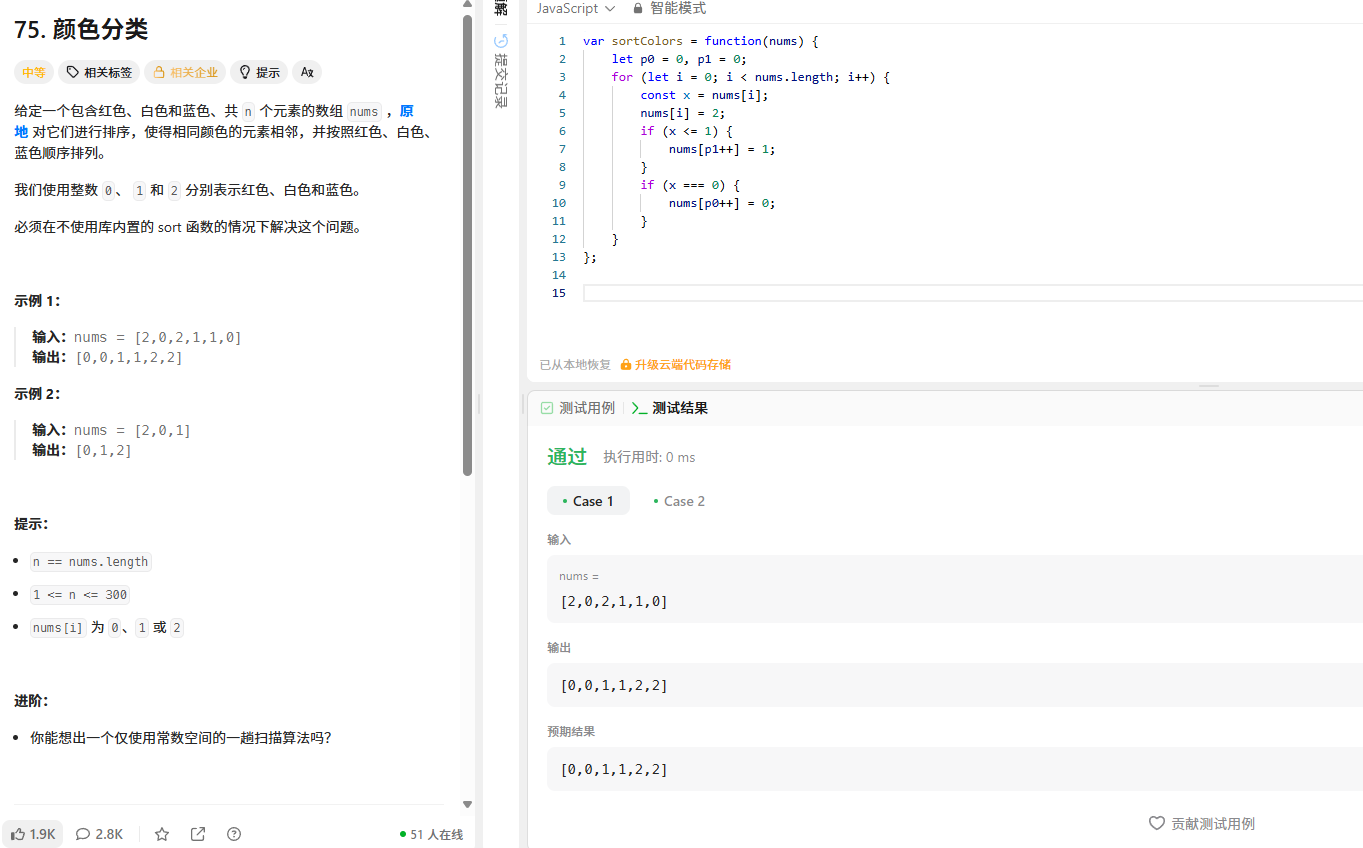 75. 颜色分类
中等 相关标签 相关企业 提示
给定一个包含红色、白色和蓝色、共 n 个元素的数组 nums ，原
地 对它们进行排序，使得相同颜色的元素相邻，并按照红色、白色、
蓝色顺序排列。
我们使用整数 0、 1 和 2 分别表示红色、白色和蓝色。
必须在不使用库内置的 sort 函数的情况下解决这个问题。
示例 1：
输入：nums = [2,0,2,1,1,0]
输出：[0,0,1,1,2,2]
示例 2：
输入：nums = [2,0,1]
输出：[0,1,2]
提示：
n == nums.length
1 <= n <= 300
nums[i] 为 0、1 或 2
进阶：
你能想出一个仅使用常数空间的一趟扫描算法吗？
1.9K 2.8K 51 人在线
题解
提交记录
JavaScript 智能模式
1 var sortColors = function(nums) {
2 let p0 = 0, p1 = 0;
3 for (let i = 0; i < nums.length; i++) {
4 const x = nums[i];
5 nums[i] = 2;
6 if (x <= 1) {
7 nums[p1++] = 1;
8 }
9 if (x === 0) {
10 nums[p0++] = 0;
11 }
12 }
13 };
14
15
已从本地恢复 升级云端代码存储
测试用例 测试结果
通过 执行用时: 0 ms
Case 1 Case 2
输入
nums =
[2,0,2,1,1,0]
输出
[0,0,1,1,2,2]
预期结果
[0,0,1,1,2,2]
贡献测试用例